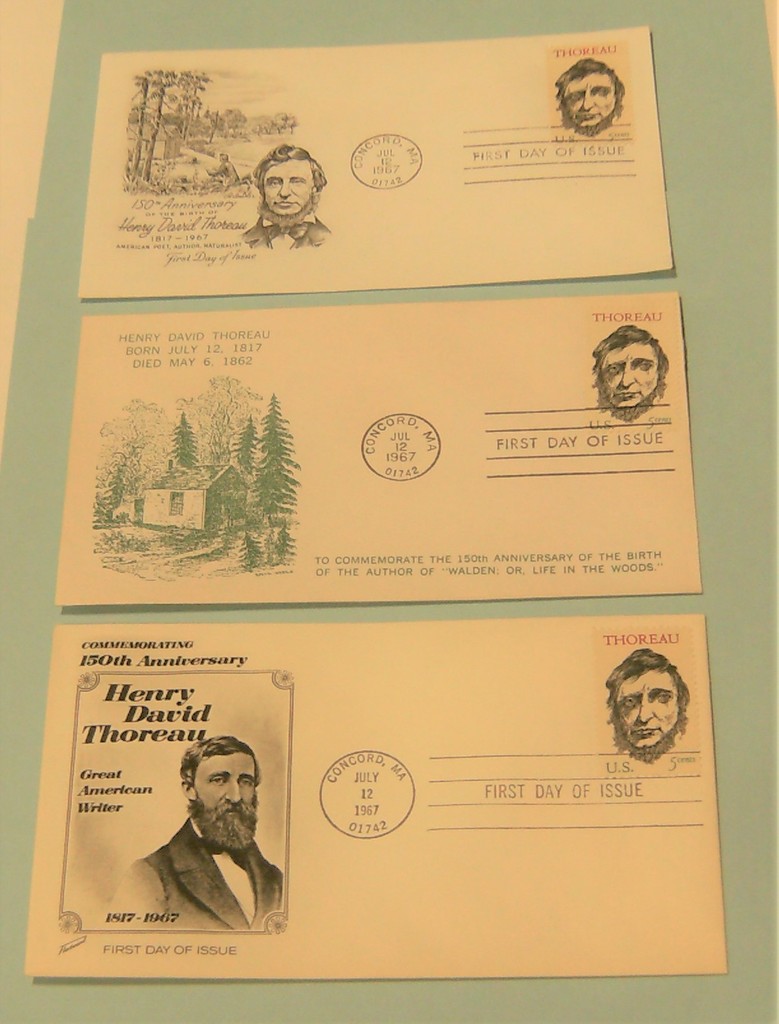 THOREAU
U.S.
5 cents
CONCORD, MA
JUL
12
1967
01742
FIRST DAY OF ISSUE
150th Anniversary
OF THE BIRTH OF
Henry David Thoreau
1817-1967
AMERICAN POET, AUTHOR, NATURALIST
First Day of Issue
HENRY DAVID THOREAU
BORN JULY 12, 1817
DIED MAY 6, 1862
THOREAU
U.S. 5 cents
CONCORD, MA
JUL
12
1967
01742
FIRST DAY OF ISSUE
TO COMMEMORATE THE 150th ANNIVERSARY OF THE BIRTH
OF THE AUTHOR OF "WALDEN; OR, LIFE IN THE WOODS."
COMMEMORATING
150th Anniversary
Henry
David
Thoreau
Great
American
Writer
1817-1967
FIRST DAY OF ISSUE
THOREAU
U.S. 5 cents
CONCORD, MA
JULY
12
1967
01742
FIRST DAY OF ISSUE